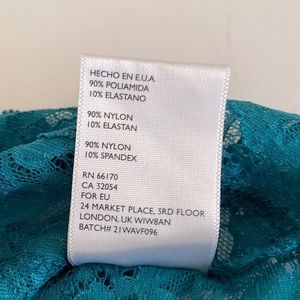 HECHO EN E.U.A.
90% POLIAMIDA
10% ELASTANO
90% NYLON
10% ELASTAN
90% NYLON
10% SPANDEX
RN 66170
CA 32054
FOR EU
24 MARKET PLACE, 3RD FLOOR
LONDON, UK WIW8AN
BATCH# 21WAVF096